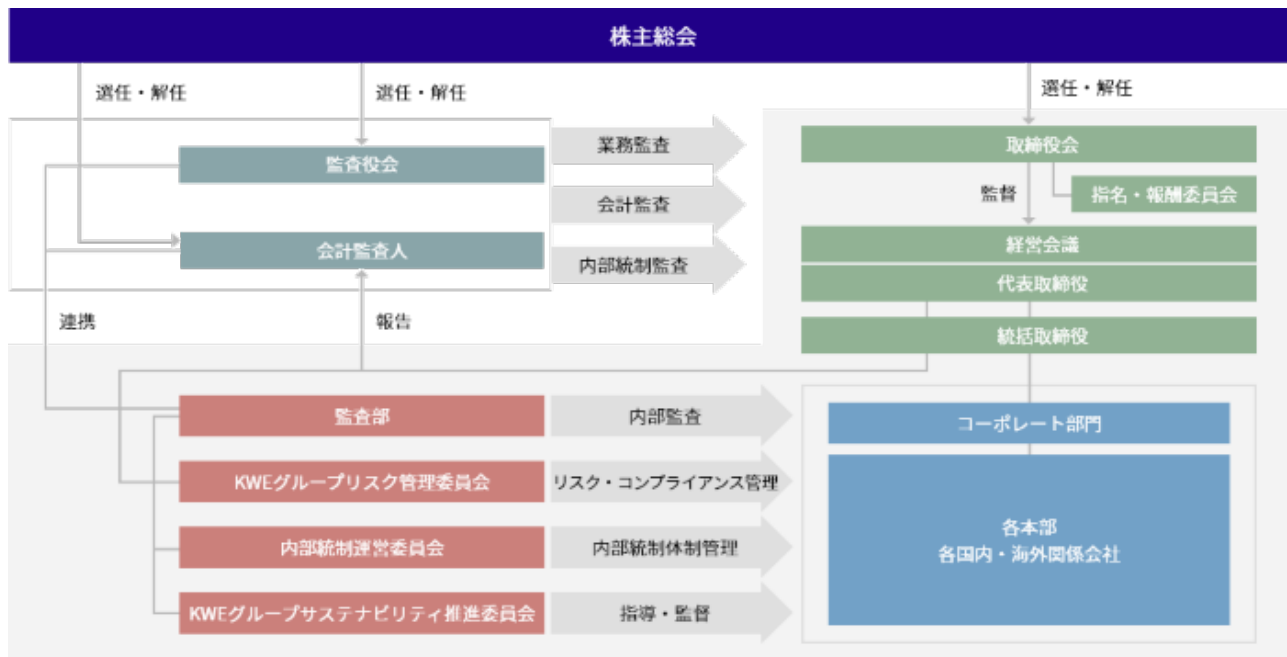 株主総会
選任・解任
選任・解任
選任・解任
監査役会
会計監査人
業務監査
会計監査
内部統制監査
取締役会
監督
指名・報酬委員会
経営会議
代表取締役
統括取締役
連携
報告
監査部
内部監査
KWEグループリスク管理委員会
リスク・コンプライアンス管理
内部統制運営委員会
内部統制体制管理
KWEグループサステナビリティ推進委員会
指導・監督
コーポレート部門
各本部
各国内・海外関係会社